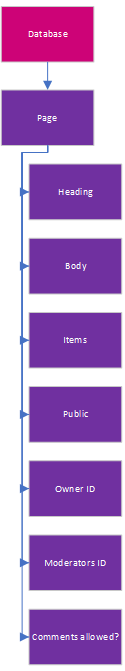 Database
Page
Heading
Body
Items
Public
Owner ID
Moderators ID
Comments allowed?